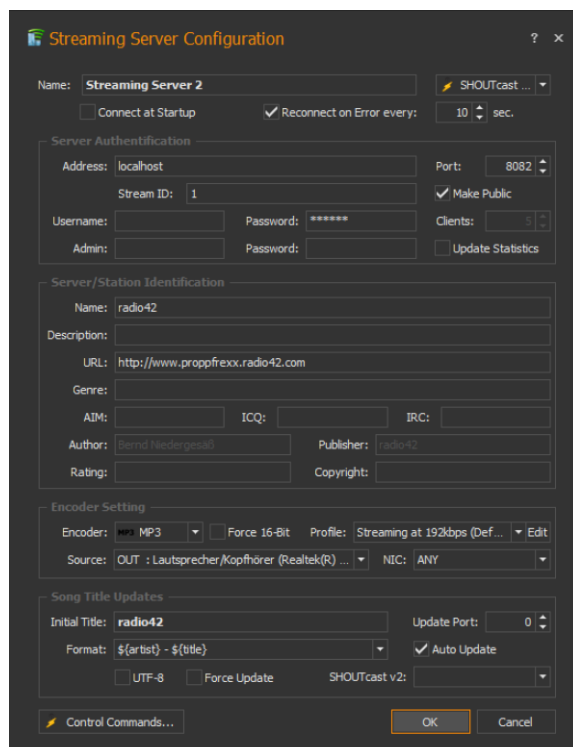 Streaming Server Configuration ? ×
Name: Streaming Server 2 SHOUTcast ...
Connect at Startup Reconnect on Error every: 10 sec.
Server Authentification
Address: localhost Port: 8082
Stream ID: 1 Make Public
Username: Password: ****** Clients: 5
Admin: Password: Update Statistics
Server/Station Identification
Name: radio42
Description:
URL: http://www.proppfrexx.radio42.com
Genre:
AIM: ICQ: IRC:
Author: Bernd Niedergesäß Publisher: radio42
Rating: Copyright:
Encoder Setting
Encoder: MP3 MP3 Force 16-Bit Profile: Streaming at 192kbps (Def... Edit
Source: OUT : Lautsprecher/Kopfhörer (Realtek(R) ... NIC: ANY
Song Title Updates
Initial Title: radio42 Update Port: 0
Format: ${artist} - ${title} Auto Update
UTF-8 Force Update SHOUTcast v2:
Control Commands... OK Cancel